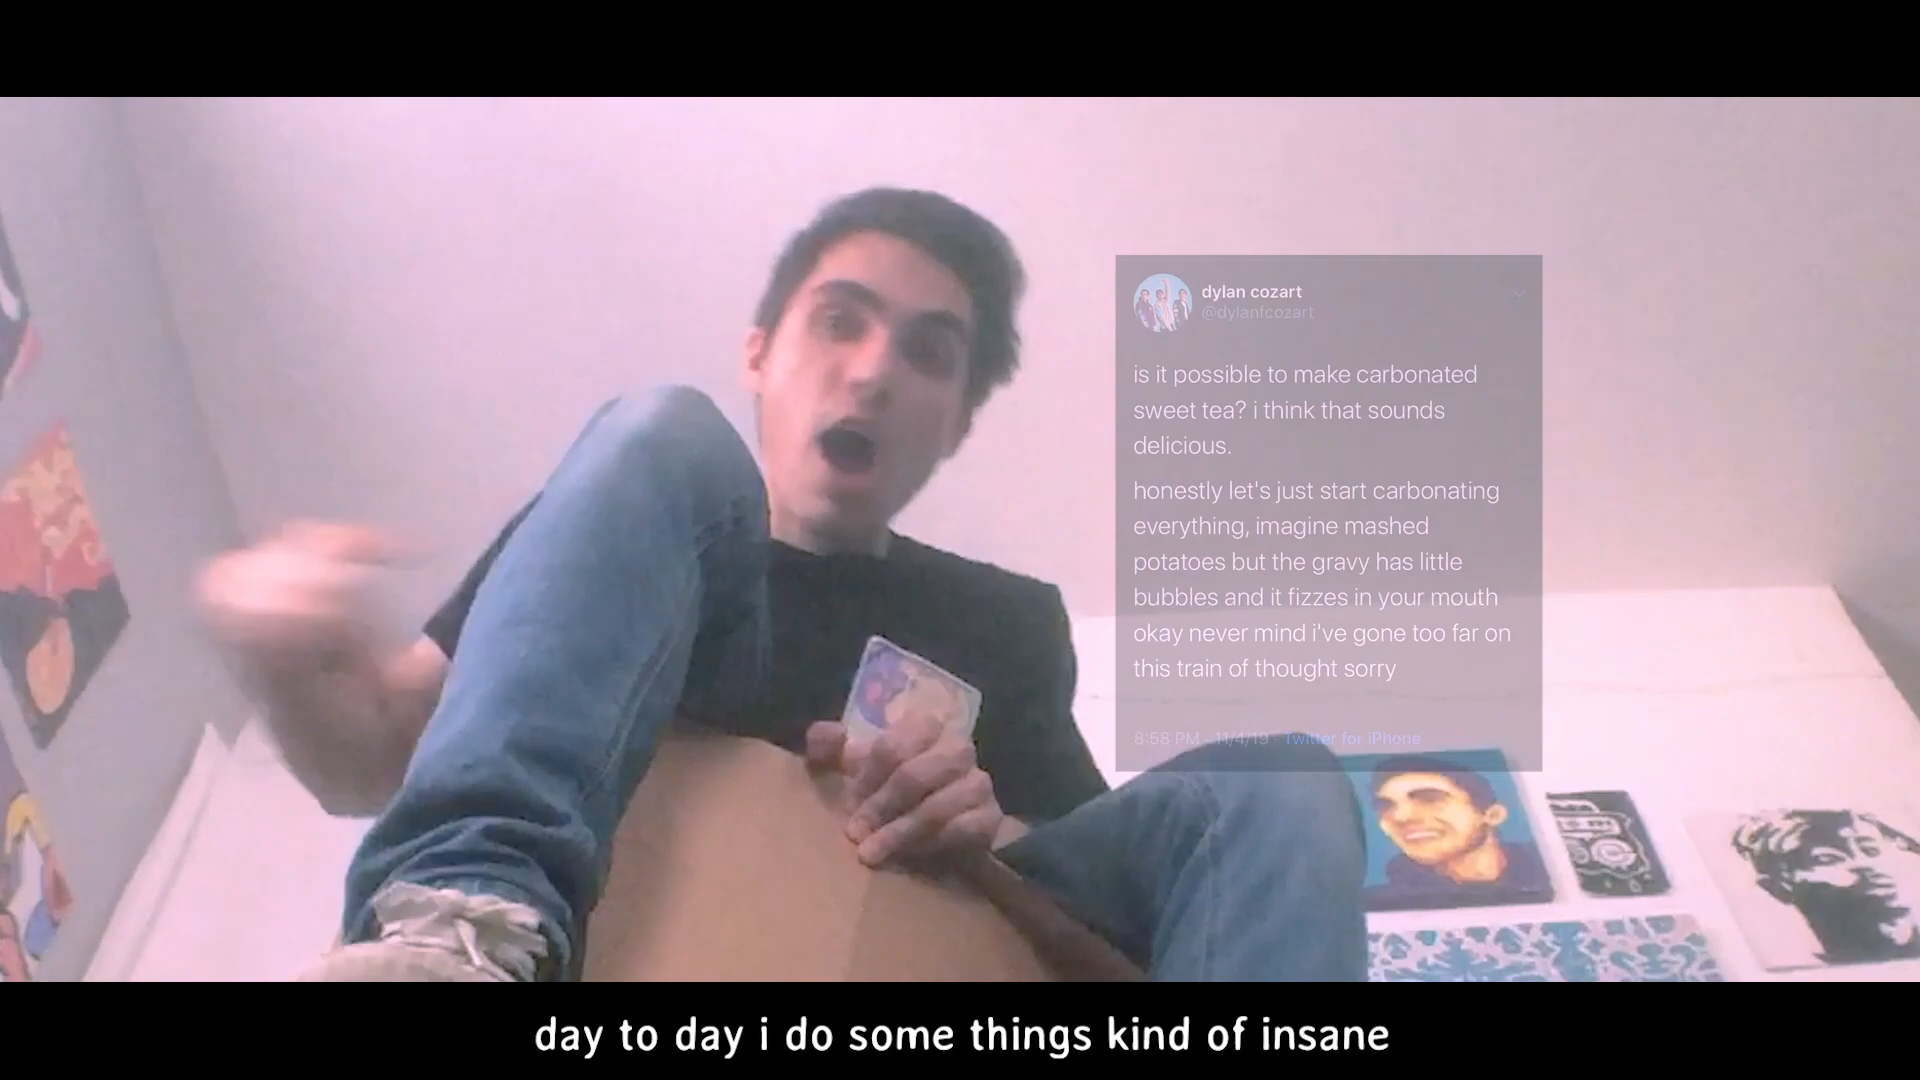 dylan cozart
@dylanfcozart
is it possible to make carbonated
sweet tea? i think that sounds
delicious.
honestly let's just start carbonating
everything, imagine mashed
potatoes but the gravy has little
bubbles and it fizzes in your mouth
okay never mind i've gone too far on
this train of thought sorry
8:58 PM · 11/4/19 · Twitter for iPhone
day to day i do some things kind of insane